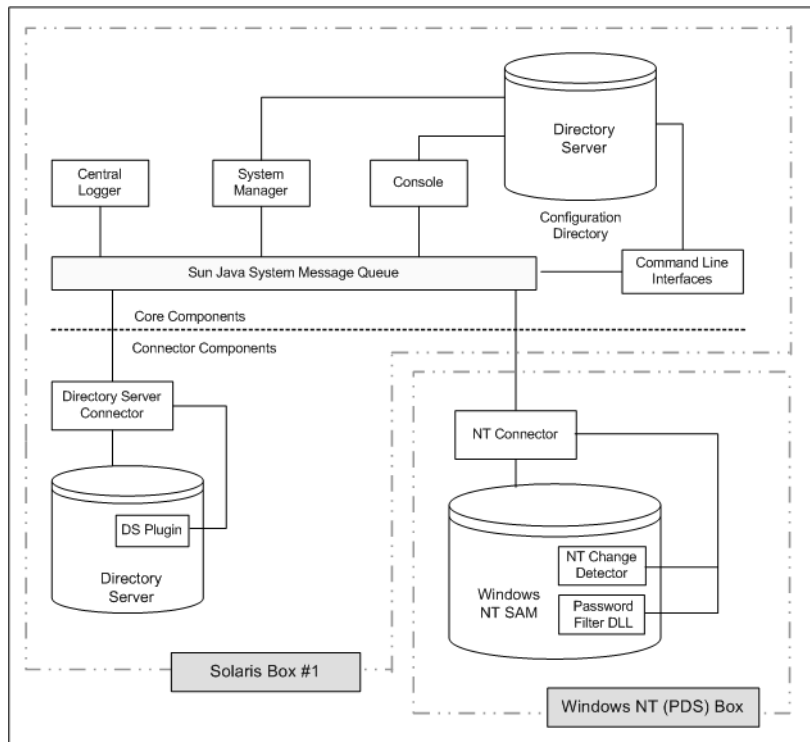 Directory
Server
Central
Logger
System
Manager
Console
Configuration
Directory
Sun Java System Message Queue
Command Line
Interfaces
Core Components
Connector Components
Directory Server
Connector
NT Connector
DS Plugin
Directory
Server
NT Change
Detector
Windows
NT SAM
Password
Filter DLL
Solaris Box #1
Windows NT (PDS) Box